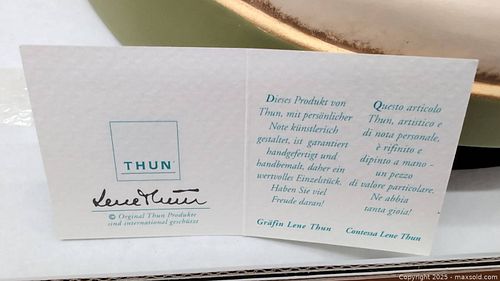 THUN
Lene Thun
© Orginal Thun Produkte
sind international geschützt
Dieses Produkt von
Thun, mit persönlicher
Note künstlerisch
gestaltet, ist garantiert
handgefertigt und
handbemalt, daher ein
wertvolles Einzelstück.
Haben Sie viel
Freude daran!
Gräfin Lene Thun
Questo articolo
Thun, artistico e
di nota personale,
è rifinito e
dipinto a mano -
un pezzo
di valore particolare.
Ne abbia
tanta gioia!
Contessa Lene Thun
Copyright 2025 - maxsold.com